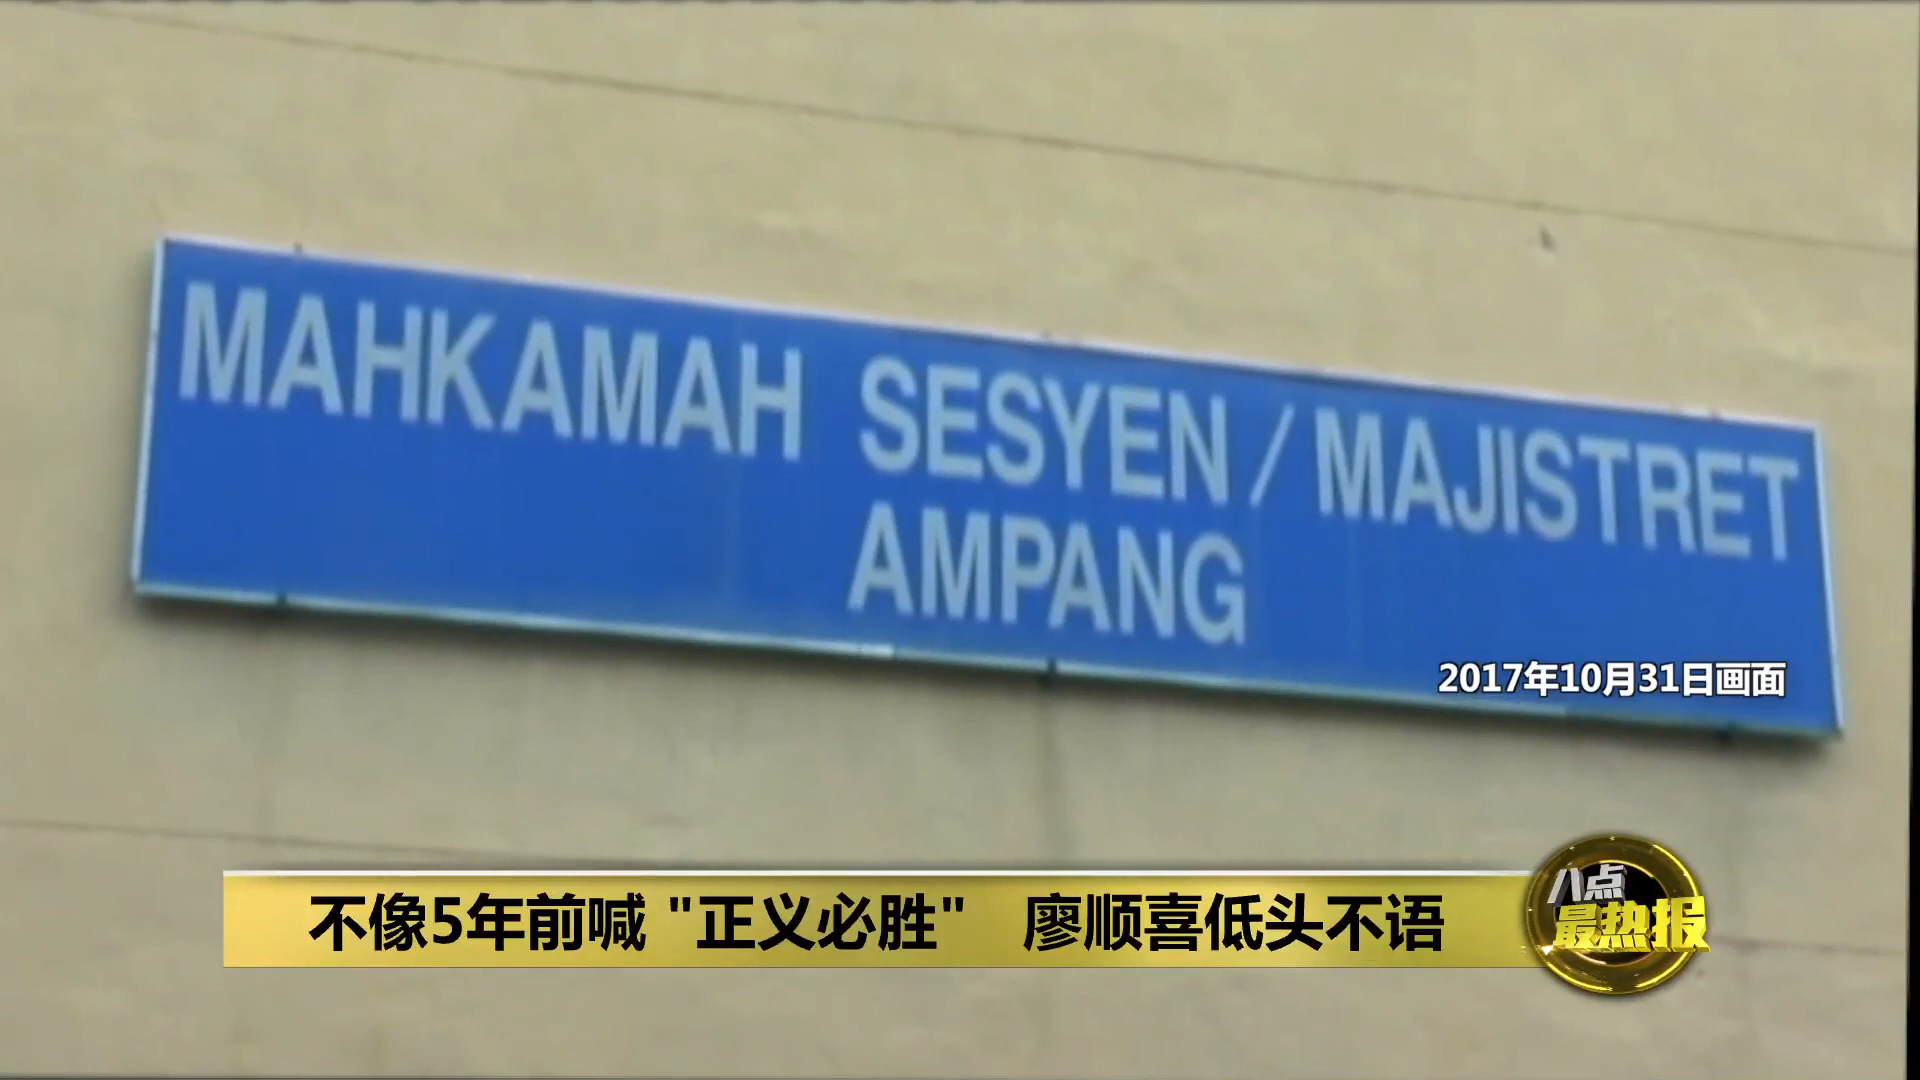 MAHKAMAH SESYEN / MAJISTRET
AMPANG
2017年10月31日画面
不像5年前喊 "正义必胜" 廖顺喜低头不语
八点
最热报